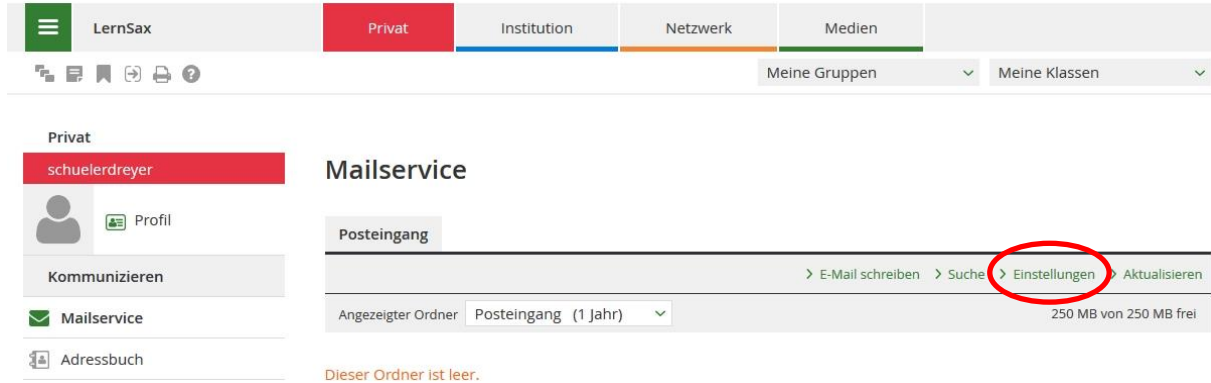 LernSax
Privat
Institution
Netzwerk
Medien
Meine Gruppen
Meine Klassen
Privat
schuelerdreyer
Profil
Kommunizieren
Mailservice
Adressbuch
Mailservice
Posteingang
E-Mail schreiben Suche Einstellungen Aktualisieren
Angezeigter Ordner Posteingang (1 Jahr) 250 MB von 250 MB frei
Dieser Ordner ist leer.